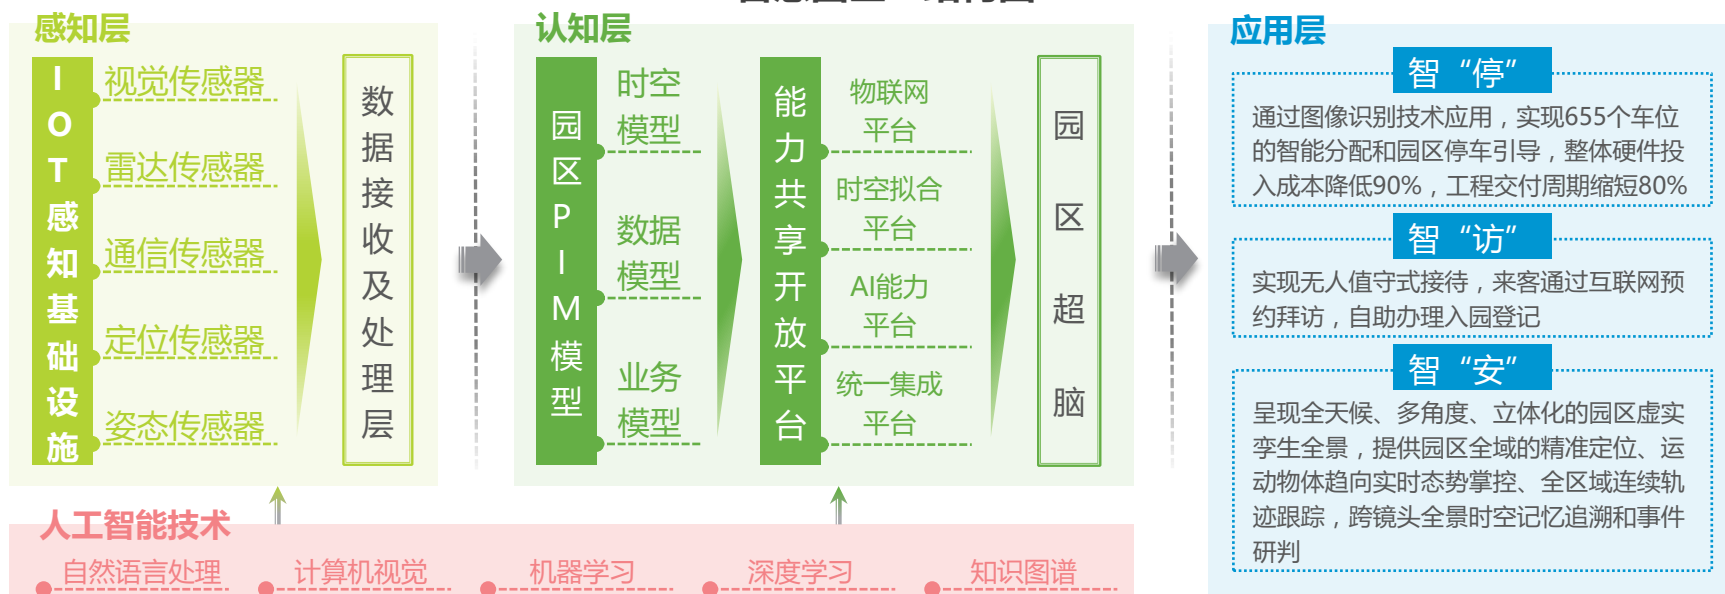 感知层
IOT感知基础设施
视觉传感器
雷达传感器
通信传感器
定位传感器
姿态传感器
数据接收及处理层
认知层
园区PIM模型
时空
模型
数据
模型
业务
模型
能力共享开放平台
物联网
平台
时空拟合
平台
AI能力
平台
统一集成
平台
园区超脑
应用层
智“停”
通过图像识别技术应用，实现655个车位
的智能分配和园区停车引导，整体硬件投
入成本降低90%，工程交付周期缩短80%
智“访”
实现无人值守式接待，来客通过互联网预
约拜访，自助办理入园登记
智“安”
呈现全天候、多角度、立体化的园区虚实
孪生全景，提供园区全域的精准定位、运
动物体趋向实时态势掌控、全区域连续轨
迹跟踪，跨镜头全景时空记忆追溯和事件
研判
人工智能技术
自然语言处理
计算机视觉
机器学习
深度学习
知识图谱